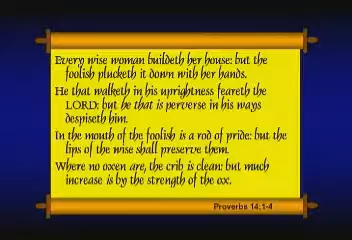 Every wise woman buildeth her house: but the
foolish plucketh it down with her hands.
He that walketh in his uprightness feareth the
LORD: but he that is perverse in his ways
despiseth him.
In the mouth of the foolish is a rod of pride: but the
lips of the wise shall preserve them.
Where no oxen are, the crib is clean: but much
increase is by the strength of the ox.
Proverbs 14:1-4